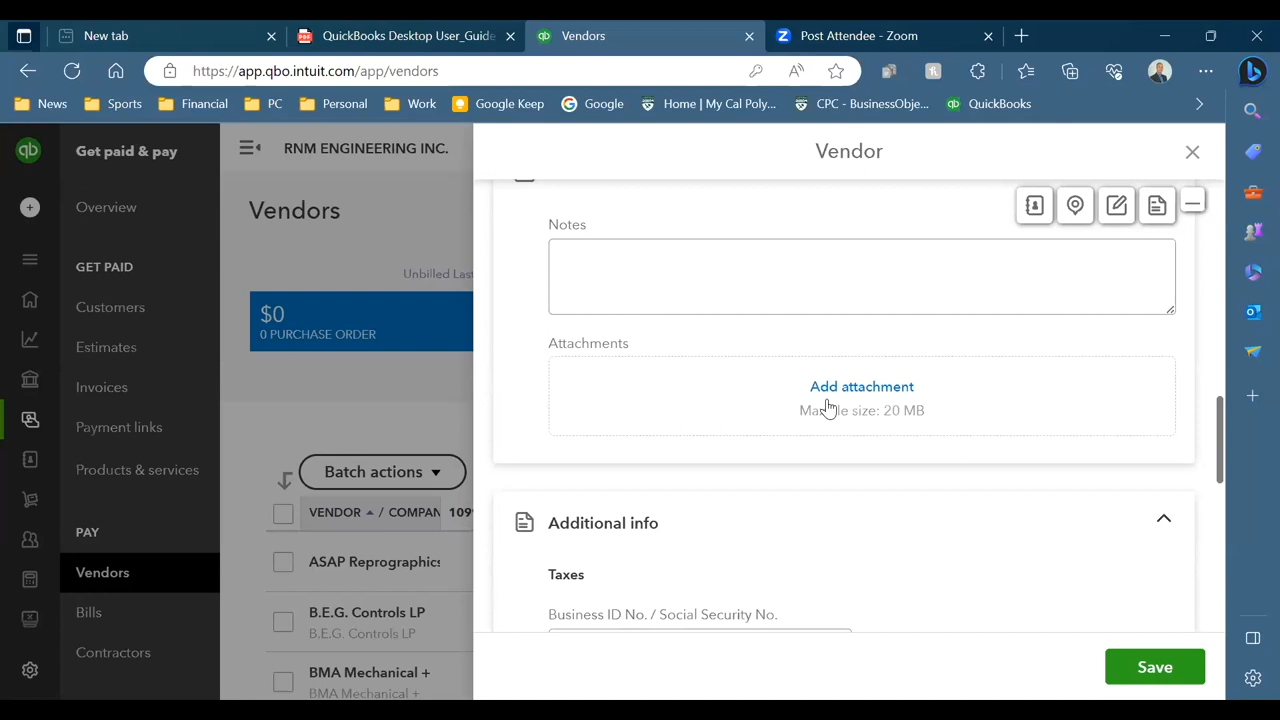 New tab
QuickBooks Desktop User_Guide
Vendors
Post Attendee - Zoom
https://app.qbo.intuit.com/app/vendors
News
Sports
Financial
PC
Personal
Work
Google Keep
Google
Home | My Cal Poly...
CPC - BusinessObje...
QuickBooks
qb
Get paid & pay
Overview
GET PAID
Customers
Estimates
Invoices
Payment links
Products & services
PAY
Vendors
Bills
Contractors
RNM ENGINEERING INC.
Vendors
Unbilled Las
$0
0 PURCHASE ORDER
Batch actions
VENDOR / COMPAN 109
ASAP Reprographics
B.E.G. Controls LP
B.E.G. Controls LP
BMA Mechanical +
BMA Mechanical +
Vendor
Notes
Attachments
Add attachment
size: 20 MB
Additional info
Taxes
Business ID No. / Social Security No.
Save